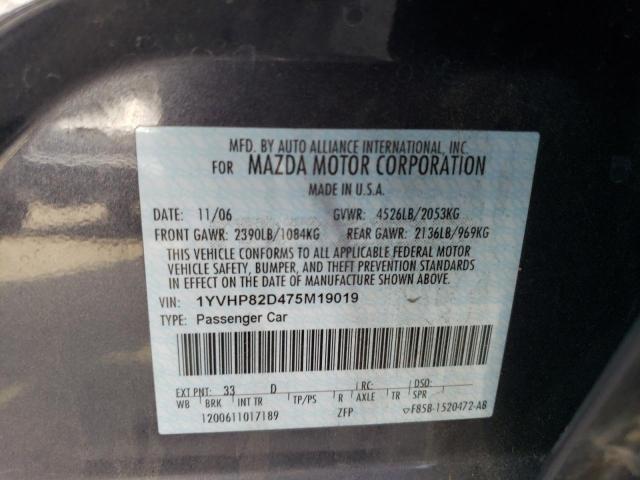 MFD. BY AUTO ALLIANCE INTERNATIONAL, INC.
FOR MAZDA MOTOR CORPORATION
MADE IN U.S.A.
DATE: 11/06 GVWR: 4526LB/2053KG
FRONT GAWR: 2390LB/1084KG REAR GAWR: 2136LB/969KG
THIS VEHICLE CONFORMS TO ALL APPLICABLE FEDERAL MOTOR
VEHICLE SAFETY, BUMPER, AND THEFT PREVENTION STANDARDS
IN EFFECT ON THE DATE OF MANUFACTURE SHOWN ABOVE.
VIN: 1YVHP82D475M19019
TYPE: Passenger Car
EXT PNT: 33 D RC: DSO:
WB BRK INT TR TP/PS R AXLE TR SPR
1200611017189 ZFP F85B-1520472-AB